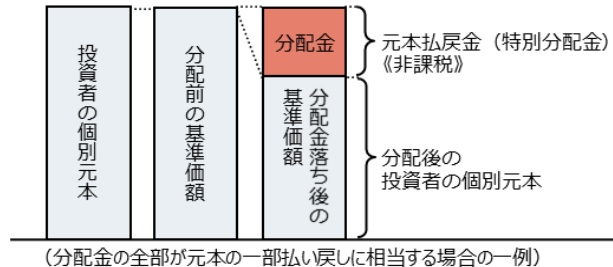 投資者の個別元本
分配前の基準価額
分配金
分配金落ち後の
基準価額
元本払戻金（特別分配金）
《非課税》
分配後の
投資者の個別元本
（分配金の全部が元本の一部払い戻しに相当する場合の一例）